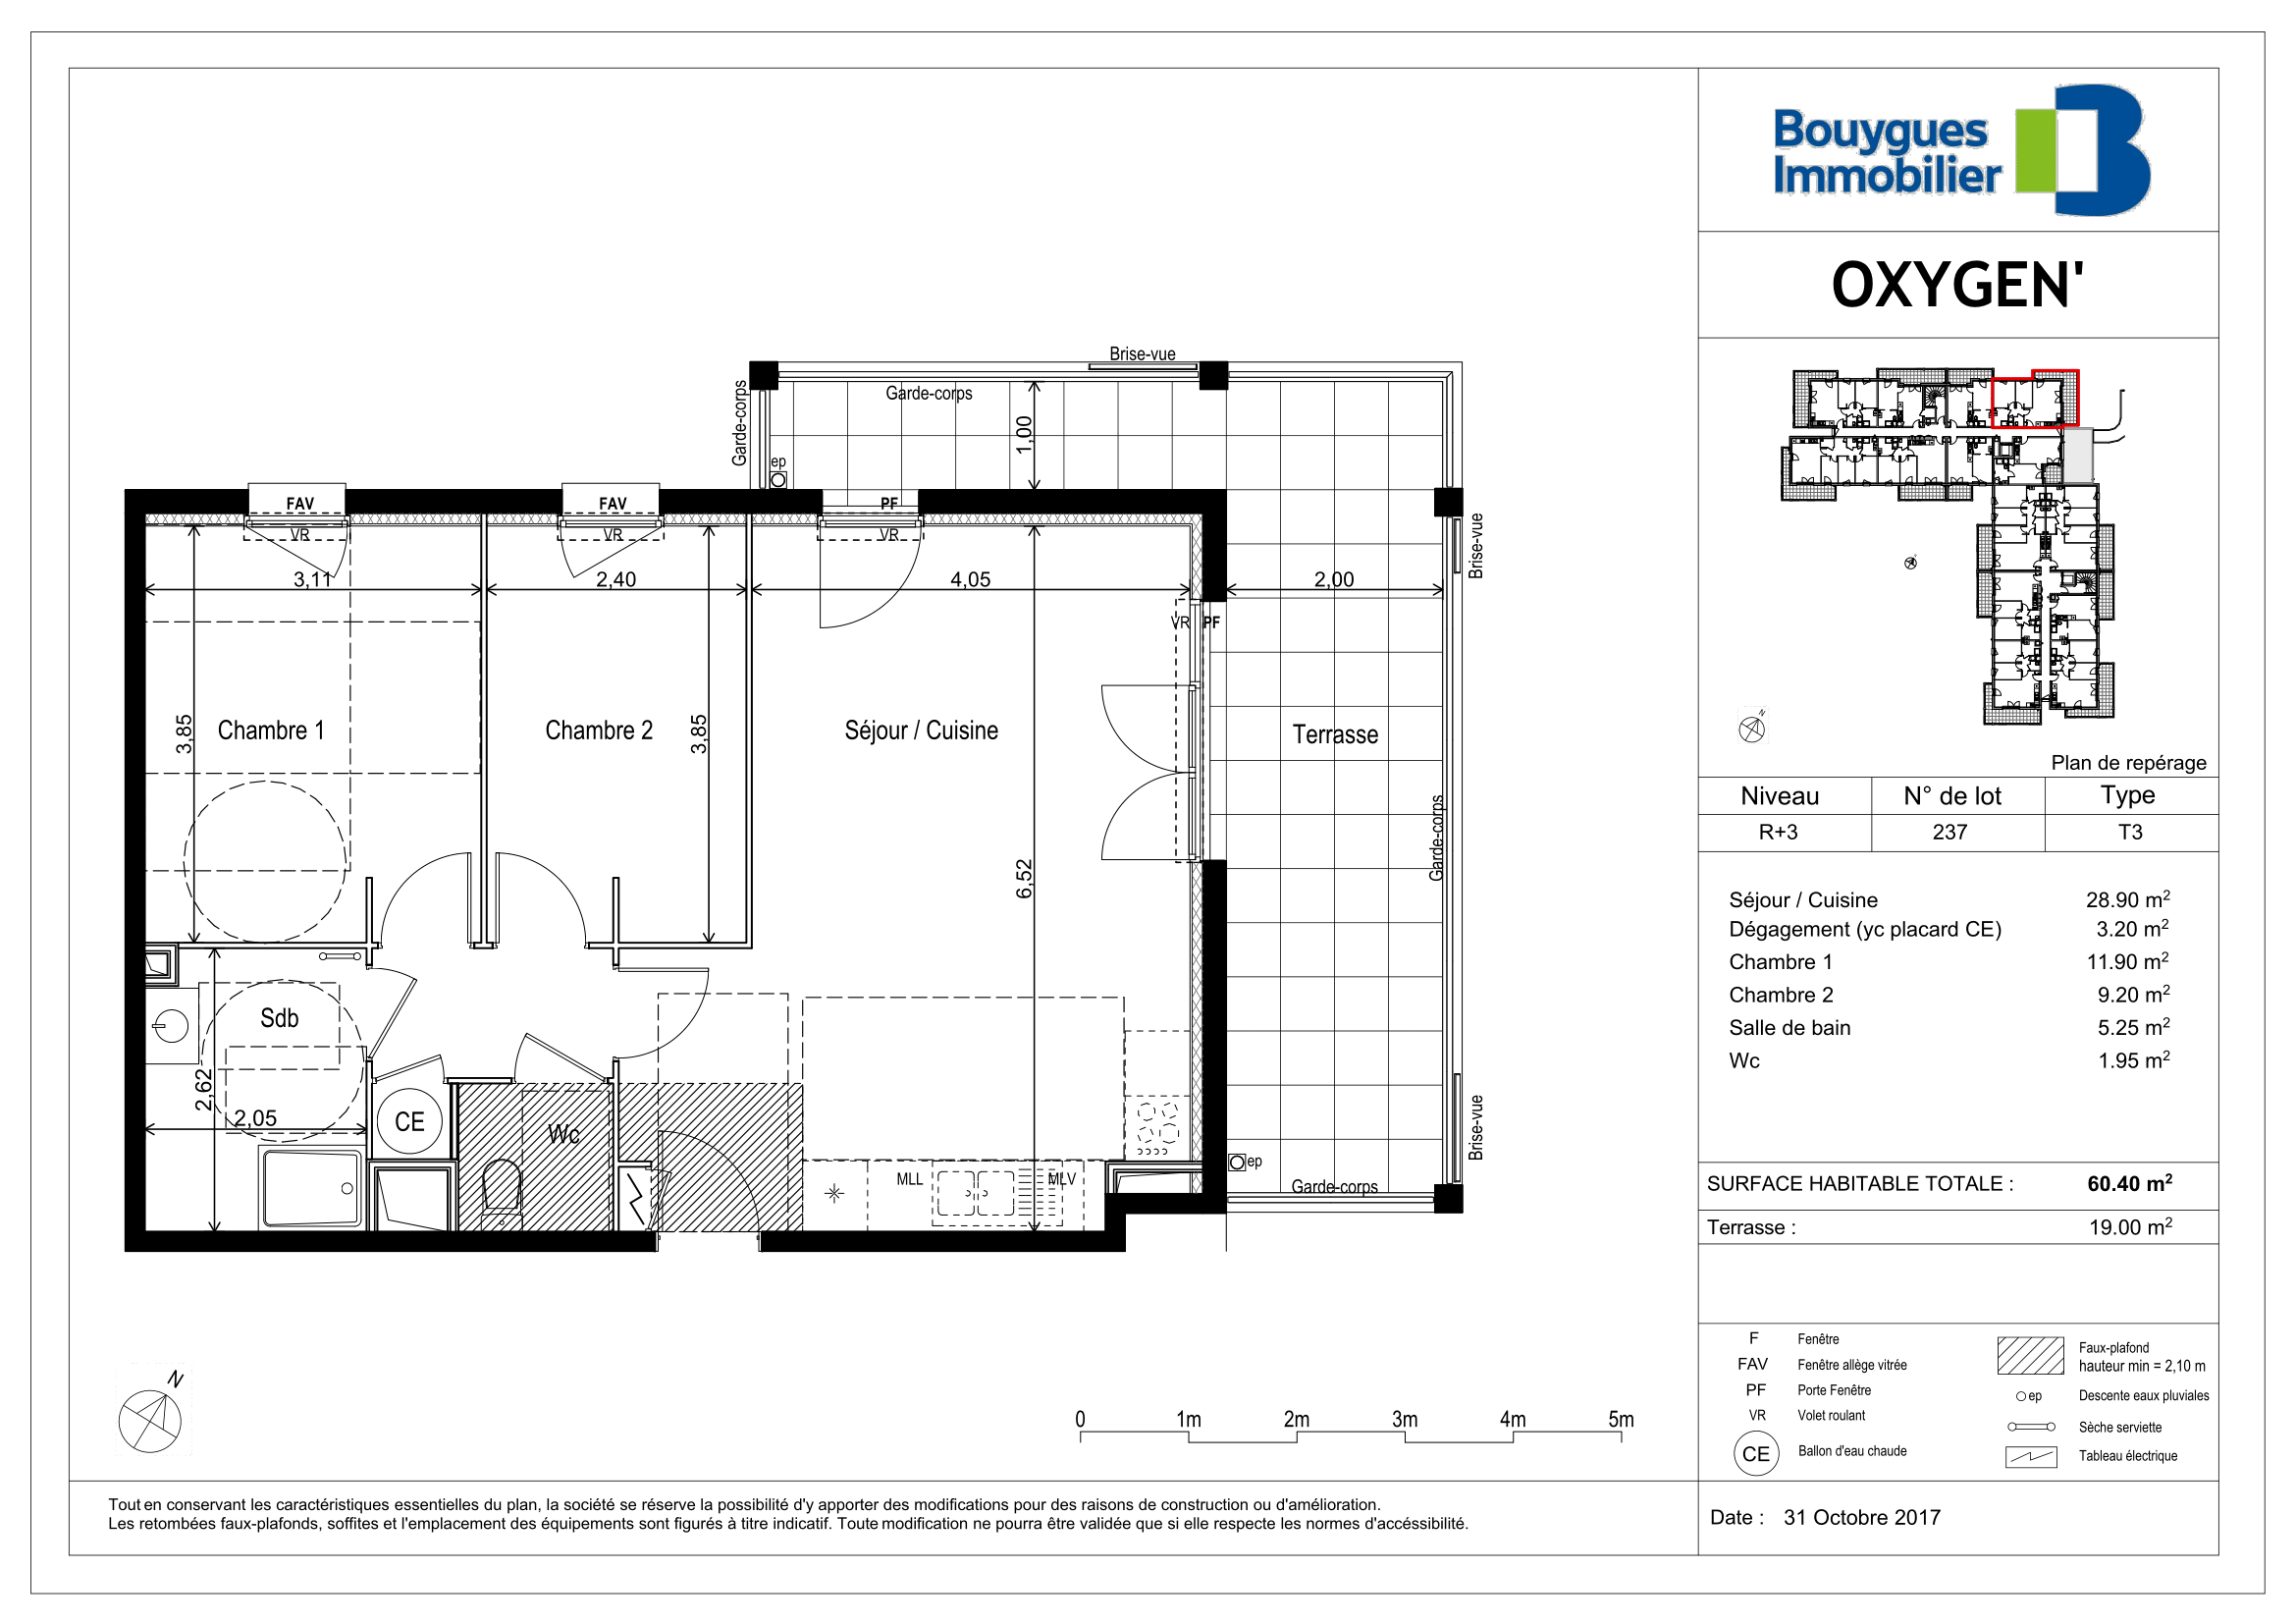 Bouygues
Immobilier
OXYGEN'
N
Plan de repérage
Niveau N° de lot Type
R+3 237 T3
Séjour / Cuisine 28.90 m²
Dégagement (yc placard CE) 3.20 m²
Chambre 1 11.90 m²
Chambre 2 9.20 m²
Salle de bain 5.25 m²
Wc 1.95 m²
SURFACE HABITABLE TOTALE : 60.40 m²
Terrasse : 19.00 m²
F Fenêtre
FAV Fenêtre allège vitrée
PF Porte Fenêtre
VR Volet roulant
CE Ballon d'eau chaude
Faux-plafond
hauteur min = 2,10 m
ep Descente eaux pluviales
Sèche serviette
Tableau électrique
Date : 31 Octobre 2017
Brise-vue
Garde-corps
Garde-corps
1,00
ep
FAV
FAV
PF
VR
VR
VR
Brise-vue
3,11
2,40
4,05
2,00
VR PF
Chambre 1
3,85
Chambre 2
3,85
Séjour / Cuisine
Terrasse
Garde-corps
6,52
Sdb
2,62
2,05
CE
Wc
MLL
MLV
ep
Brise-vue
Garde-corps
N
0 1m 2m 3m 4m 5m
Tout en conservant les caractéristiques essentielles du plan, la société se réserve la possibilité d'y apporter des modifications pour des raisons de construction ou d'amélioration.
Les retombées faux-plafonds, soffites et l'emplacement des équipements sont figurés à titre indicatif. Toute modification ne pourra être validée que si elle respecte les normes d'accéssibilité.